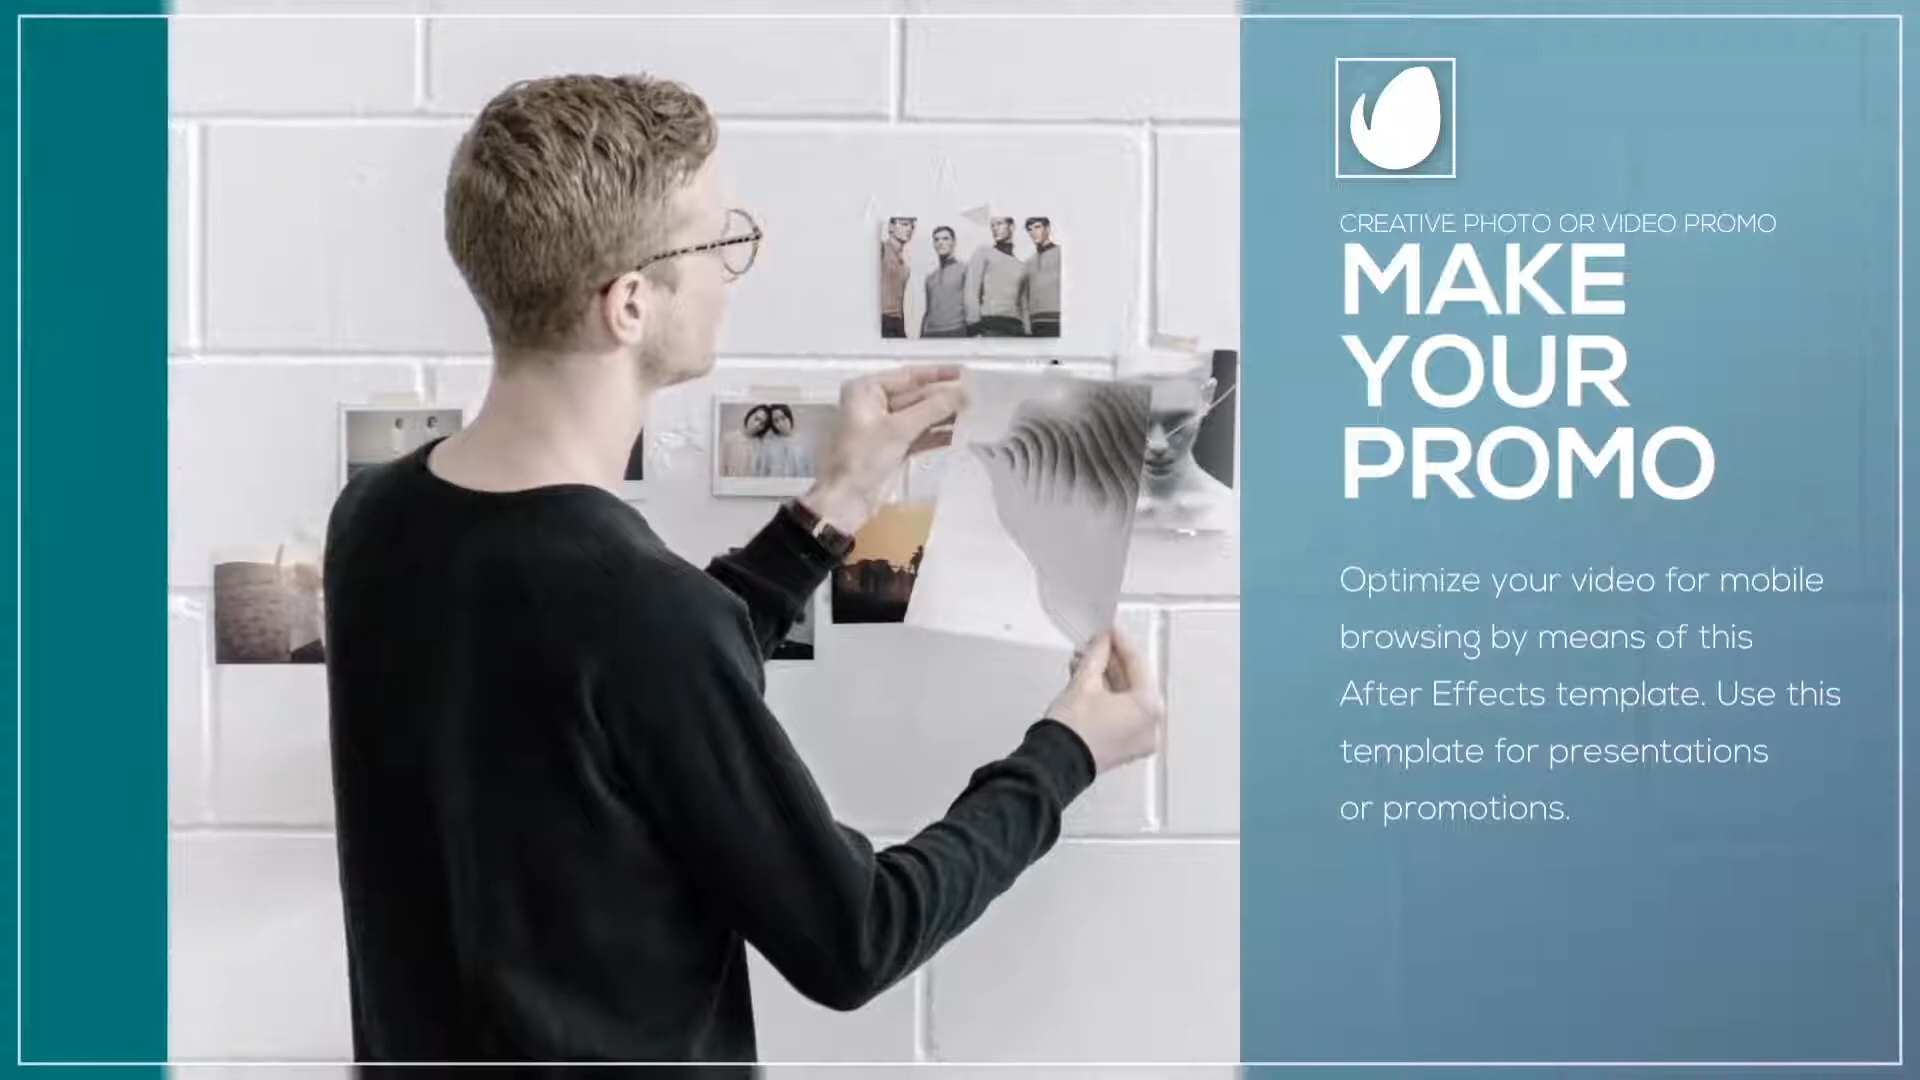 CREATIVE PHOTO OR VIDEO PROMO
MAKE
YOUR
PROMO
Optimize your video for mobile
browsing by means of this
After Effects template. Use this
template for presentations
or promotions.